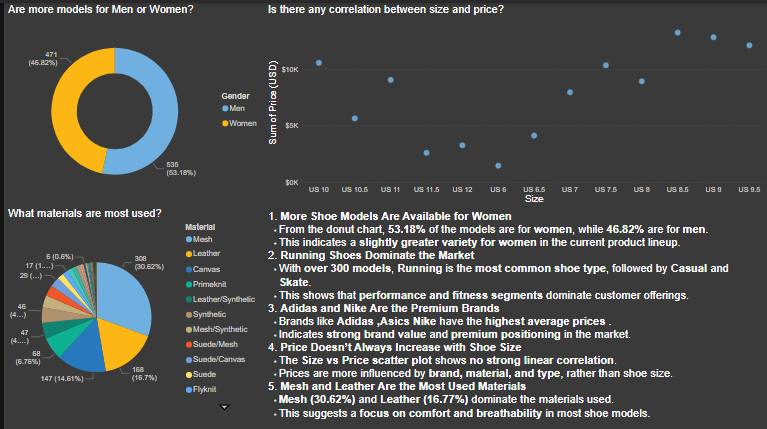 Are more models for Men or Women?
471
(46.82%)
535
(53.18%)
Gender
Men
Women
Is there any correlation between size and price?
Sum of Price (USD)
$10K
$5K
$0K
US 10 US 10.5 US 11 US 11.5 US 12 US 6 US 6.5 US 7 US 7.5 US 8 US 8.5 US 9 US 9.5
Size
What materials are most used?
6 (0.6%)
17 (1....)
29 (...)
46
(4....)
47
(4....)
68
(6.76%)
147 (14.61%)
168
(16.7%)
308
(30.62%)
Material
Mesh
Leather
Canvas
Primeknit
Leather/Synthetic
Synthetic
Mesh/Synthetic
Suede/Mesh
Suede/Canvas
Suede
Flyknit
1. More Shoe Models Are Available for Women
• From the donut chart, 53.18% of the models are for women, while 46.82% are for men.
• This indicates a slightly greater variety for women in the current product lineup.
2. Running Shoes Dominate the Market
• With over 300 models, Running is the most common shoe type, followed by Casual and
Skate.
• This shows that performance and fitness segments dominate customer offerings.
3. Adidas and Nike Are the Premium Brands
• Brands like Adidas ,Asics Nike have the highest average prices .
• Indicates strong brand value and premium positioning in the market.
4. Price Doesn't Always Increase with Shoe Size
• The Size vs Price scatter plot shows no strong linear correlation.
• Prices are more influenced by brand, material, and type, rather than shoe size.
5. Mesh and Leather Are the Most Used Materials
• Mesh (30.62%) and Leather (16.77%) dominate the materials used.
• This suggests a focus on comfort and breathability in most shoe models.